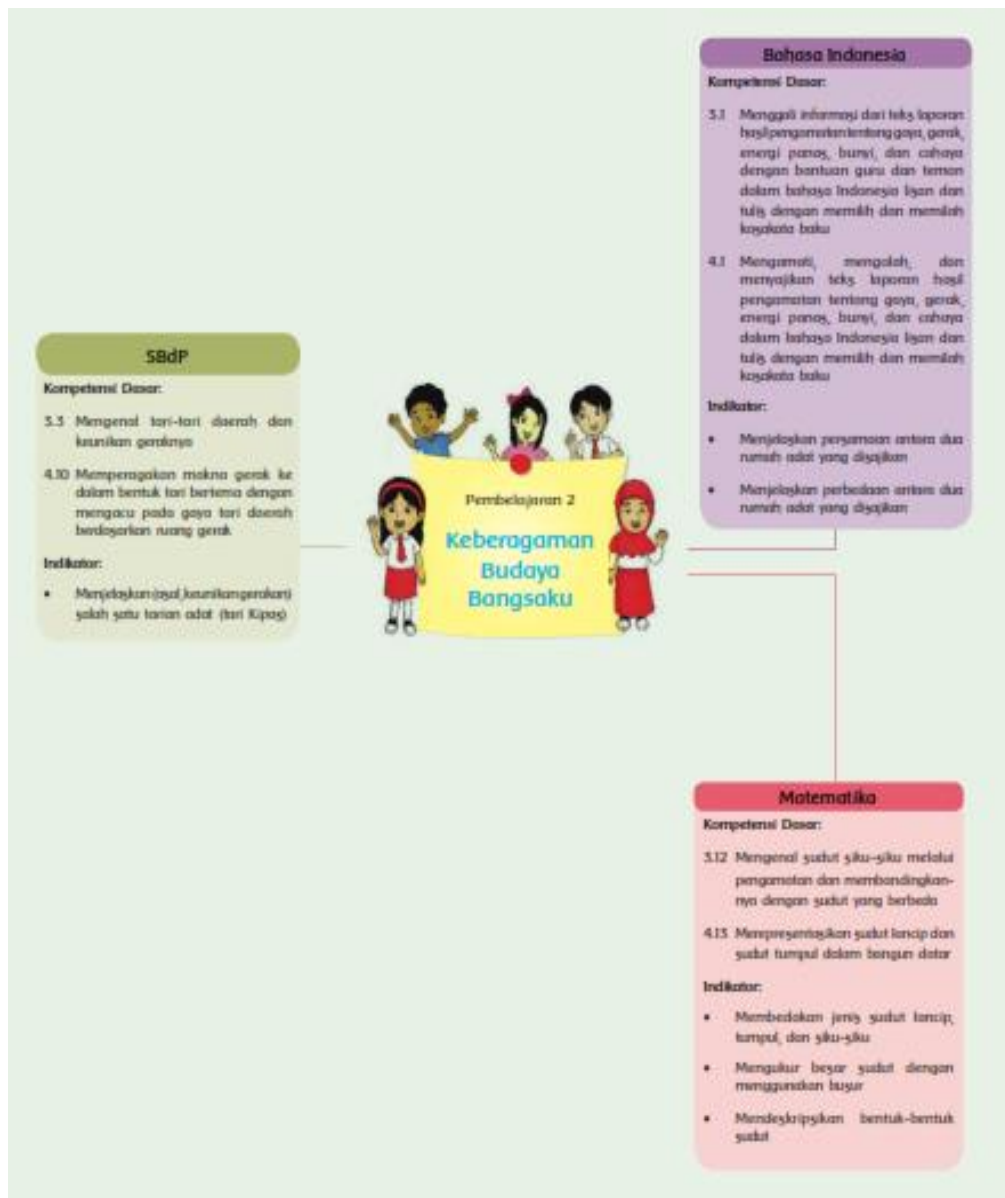 Bahasa Indonesia
Kompetensi Dasar:
3.1 Menggali informasi dari teks laporan
hasil pengamatan tentang gaya, gerak,
energi panas, bunyi, dan cahaya
dengan bantuan guru dan teman
dalam bahasa Indonesia lisan dan
tulis dengan memilih dan memilah
kosakata baku
4.1 Mengamati, mengolah, dan
menyajikan teks laporan hasil
pengamatan tentang gaya, gerak,
energi panas, bunyi, dan cahaya
dalam bahasa Indonesia lisan dan
tulis dengan memilih dan memilah
kosakata baku
Indikator:
• Menjelaskan persamaan antara dua
rumah adat yang disajikan
• Menjelaskan perbedaan antara dua
rumah adat yang disajikan
SBdP
Kompetensi Dasar:
3.3 Mengenal tari-tari daerah dan
keunikan geraknya
4.10 Memperagakan makna gerak ke
dalam bentuk tari bertema dengan
mengacu pada gaya tari daerah
berdasarkan ruang gerak
Indikator:
• Menjelaskan (asal, keunikan gerakan)
salah satu tarian adat (tari Kipas)
Pembelajaran 2
Keberagaman
Budaya
Bangsaku
Matematika
Kompetensi Dasar:
3.12 Mengenal sudut siku-siku melalui
pengamatan dan membandingkan-
nya dengan sudut yang berbeda
4.13 Merepresentasikan sudut lancip dan
sudut tumpul dalam bangun datar
Indikator:
• Membedakan jenis sudut lancip,
tumpul, dan siku-siku
• Mengukur besar sudut dengan
menggunakan busur
• Mendeskripsikan bentuk-bentuk
sudut